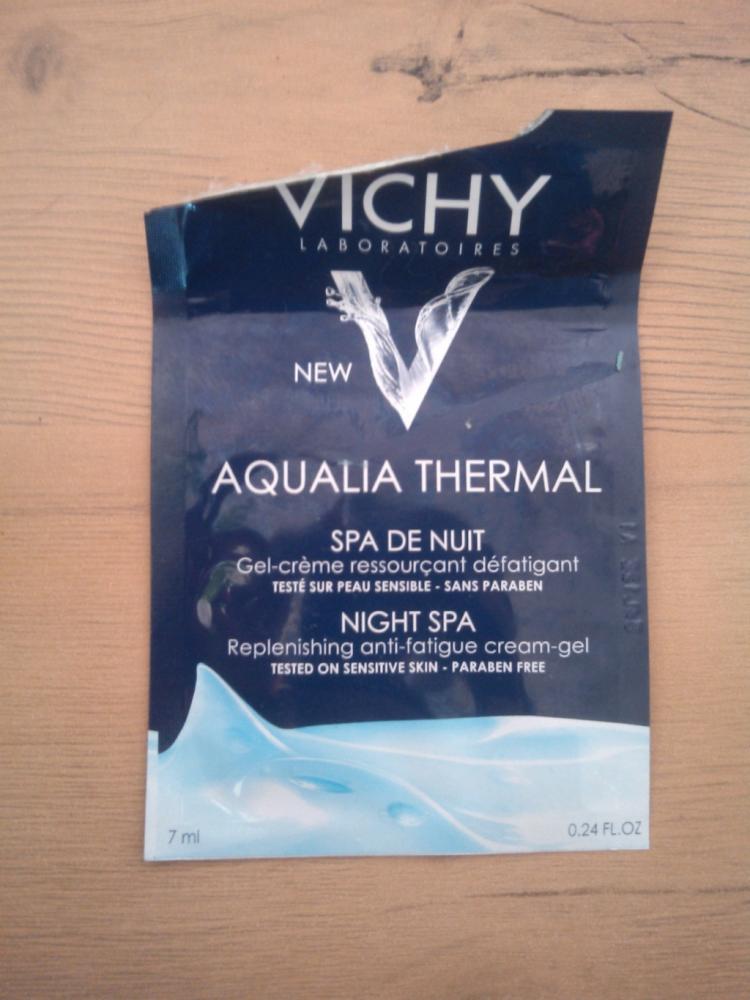 VICHY
LABORATOIRES
NEW
AQUALIA THERMAL
SPA DE NUIT
Gel-crème ressourçant défatigant
TESTÉ SUR PEAU SENSIBLE - SANS PARABEN
NIGHT SPA
Replenishing anti-fatigue cream-gel
TESTED ON SENSITIVE SKIN - PARABEN FREE
7 ml
0.24 FL.OZ